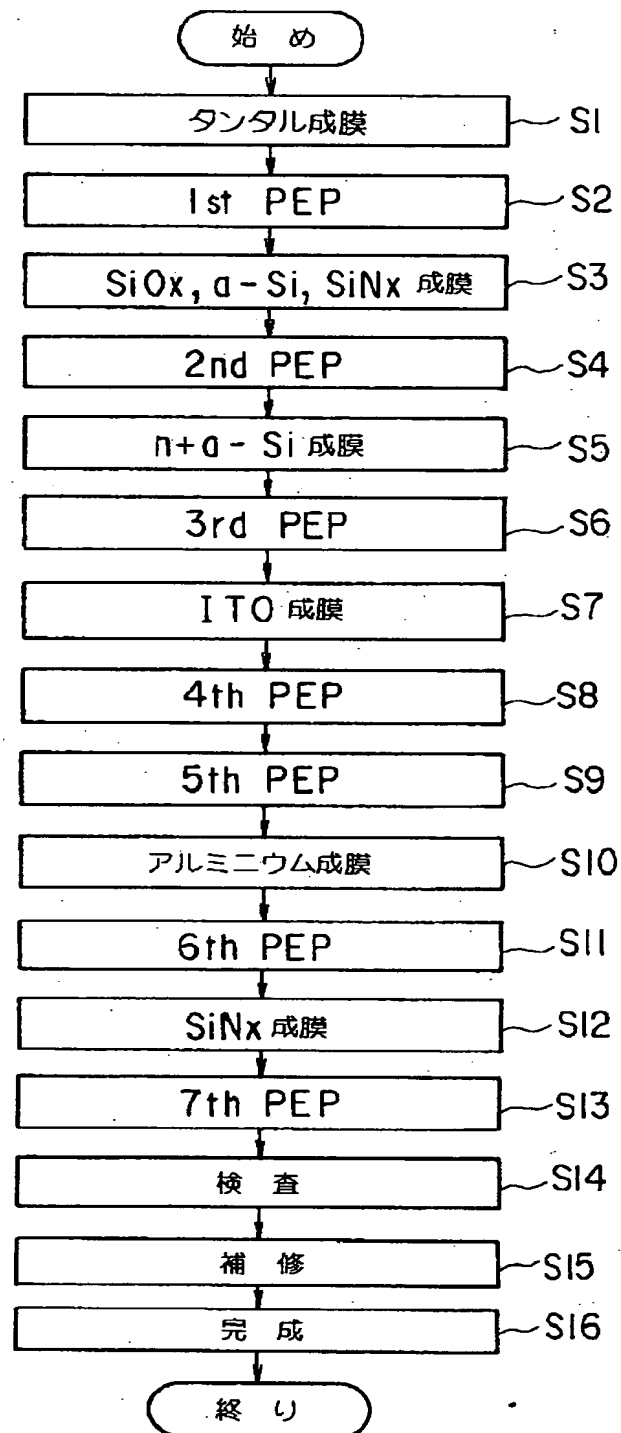 始め
タンタル成膜 S1
1st PEP S2
SiOx, a-Si, SiNx 成膜 S3
2nd PEP S4
n+a-Si 成膜 S5
3rd PEP S6
ITO 成膜 S7
4th PEP S8
5th PEP S9
アルミニウム成膜 S10
6th PEP S11
SiNx 成膜 S12
7th PEP S13
検査 S14
補修 S15
完成 S16
終り